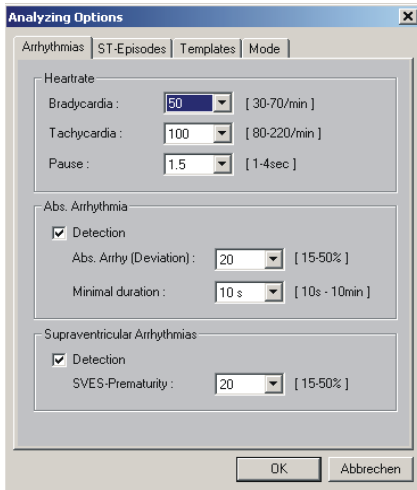 Analyzing Options
Arrhythmias ST-Episodes Templates Mode
Heartrate
Bradycardia : 50 [ 30-70/min ]
Tachycardia : 100 [ 80-220/min ]
Pause : 1.5 [ 1-4sec ]
Abs. Arrhythmia
Detection
Abs. Arrhy (Deviation) : 20 [ 15-50% ]
Minimal duration : 10 s [ 10s - 10min ]
Supraventricular Arrhythmias
Detection
SVES-Prematurity : 20 [ 15-50% ]
OK Abbrechen